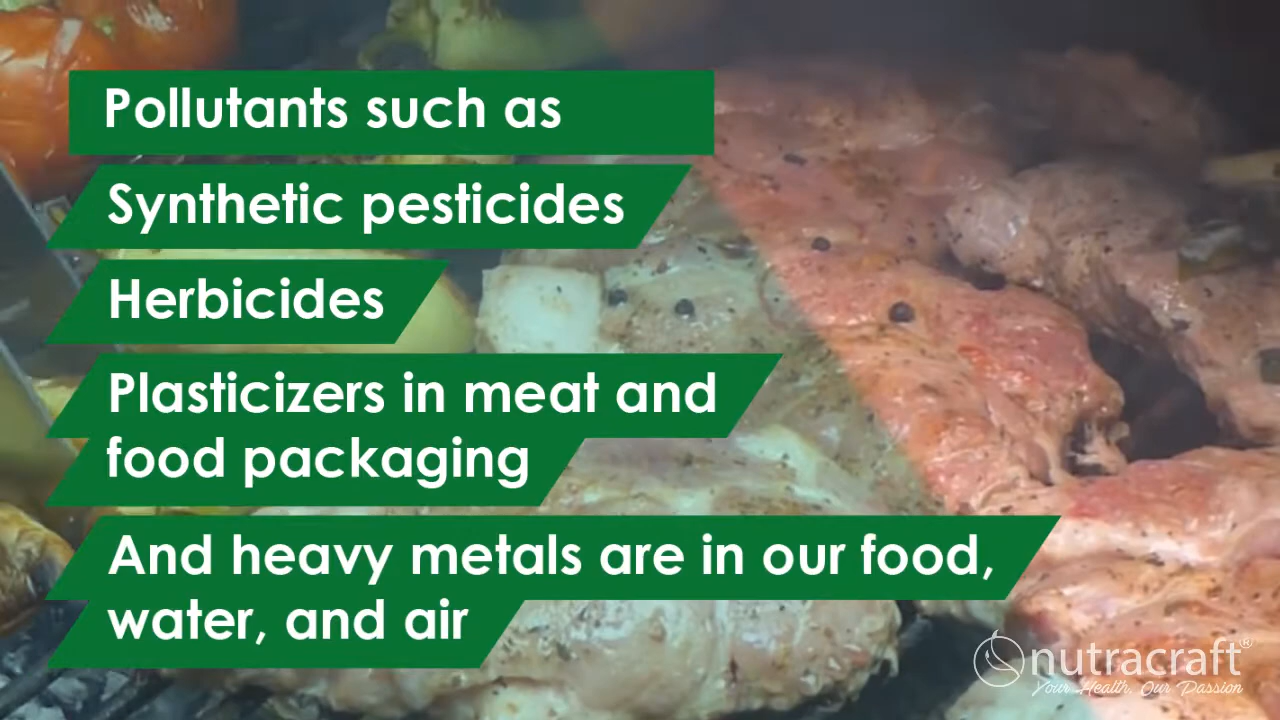 Pollutants such as
Synthetic pesticides
Herbicides
Plasticizers in meat and
food packaging
And heavy metals are in our food,
water, and air
nutracraft®
Your Health, Our Passion